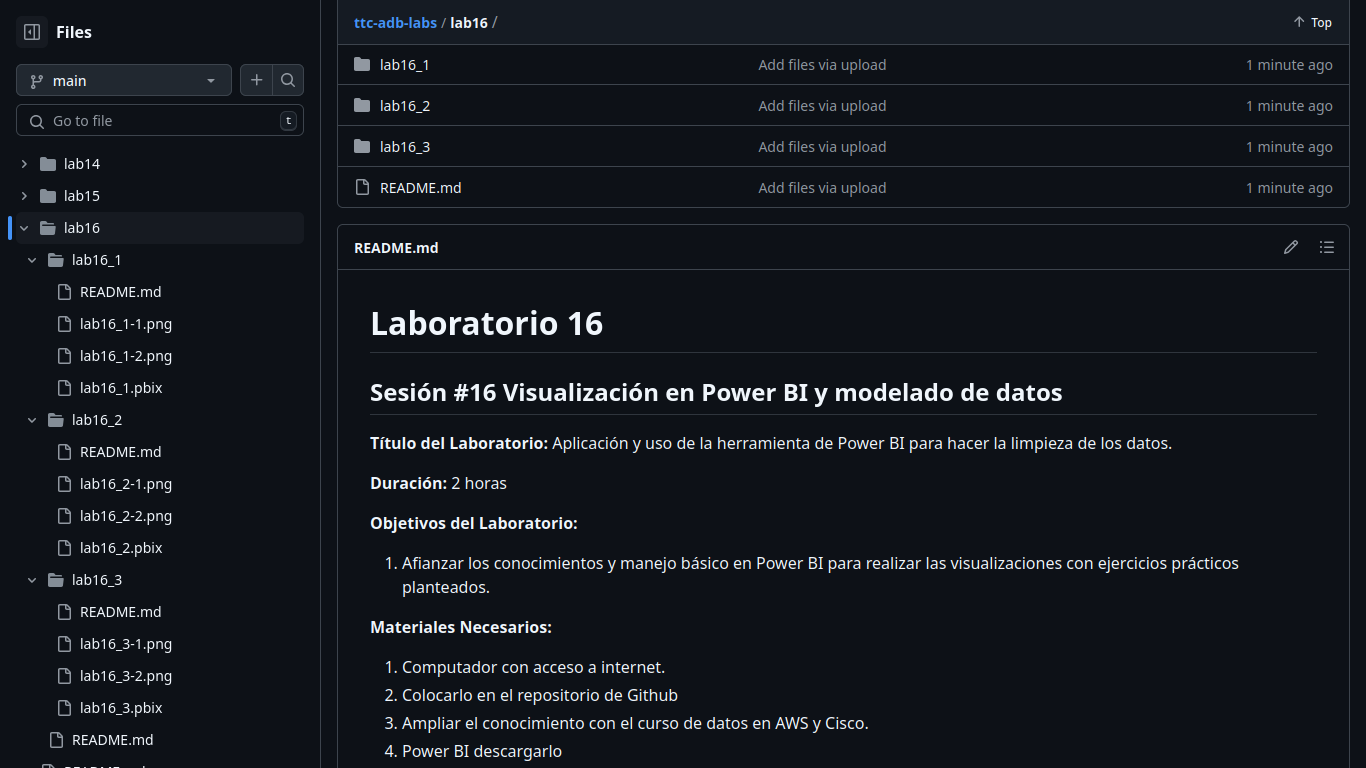 Files
main
Go to file
t
lab14
lab15
lab16
lab16_1
README.md
lab16_1-1.png
lab16_1-2.png
lab16_1.pbix
lab16_2
README.md
lab16_2-1.png
lab16_2-2.png
lab16_2.pbix
lab16_3
README.md
lab16_3-1.png
lab16_3-2.png
lab16_3.pbix
README.md
ttc-adb-labs / lab16 /
Top
lab16_1 Add files via upload 1 minute ago
lab16_2 Add files via upload 1 minute ago
lab16_3 Add files via upload 1 minute ago
README.md Add files via upload 1 minute ago
README.md
Laboratorio 16
Sesión #16 Visualización en Power BI y modelado de datos
Título del Laboratorio: Aplicación y uso de la herramienta de Power BI para hacer la limpieza de los datos.
Duración: 2 horas
Objetivos del Laboratorio:
1. Afianzar los conocimientos y manejo básico en Power BI para realizar las visualizaciones con ejercicios prácticos
planteados.
Materiales Necesarios:
1. Computador con acceso a internet.
2. Colocarlo en el repositorio de Github
3. Ampliar el conocimiento con el curso de datos en AWS y Cisco.
4. Power BI descargarlo